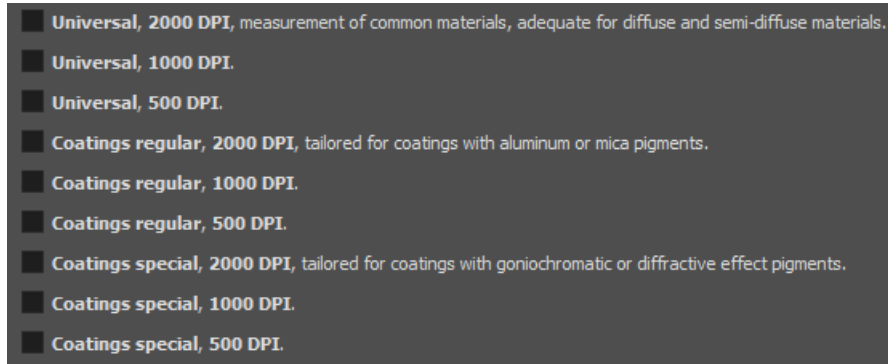 Universal, 2000 DPI, measurement of common materials, adequate for diffuse and semi-diffuse materials.
Universal, 1000 DPI.
Universal, 500 DPI.
Coatings regular, 2000 DPI, tailored for coatings with aluminum or mica pigments.
Coatings regular, 1000 DPI.
Coatings regular, 500 DPI.
Coatings special, 2000 DPI, tailored for coatings with goniochromatic or diffractive effect pigments.
Coatings special, 1000 DPI.
Coatings special, 500 DPI.